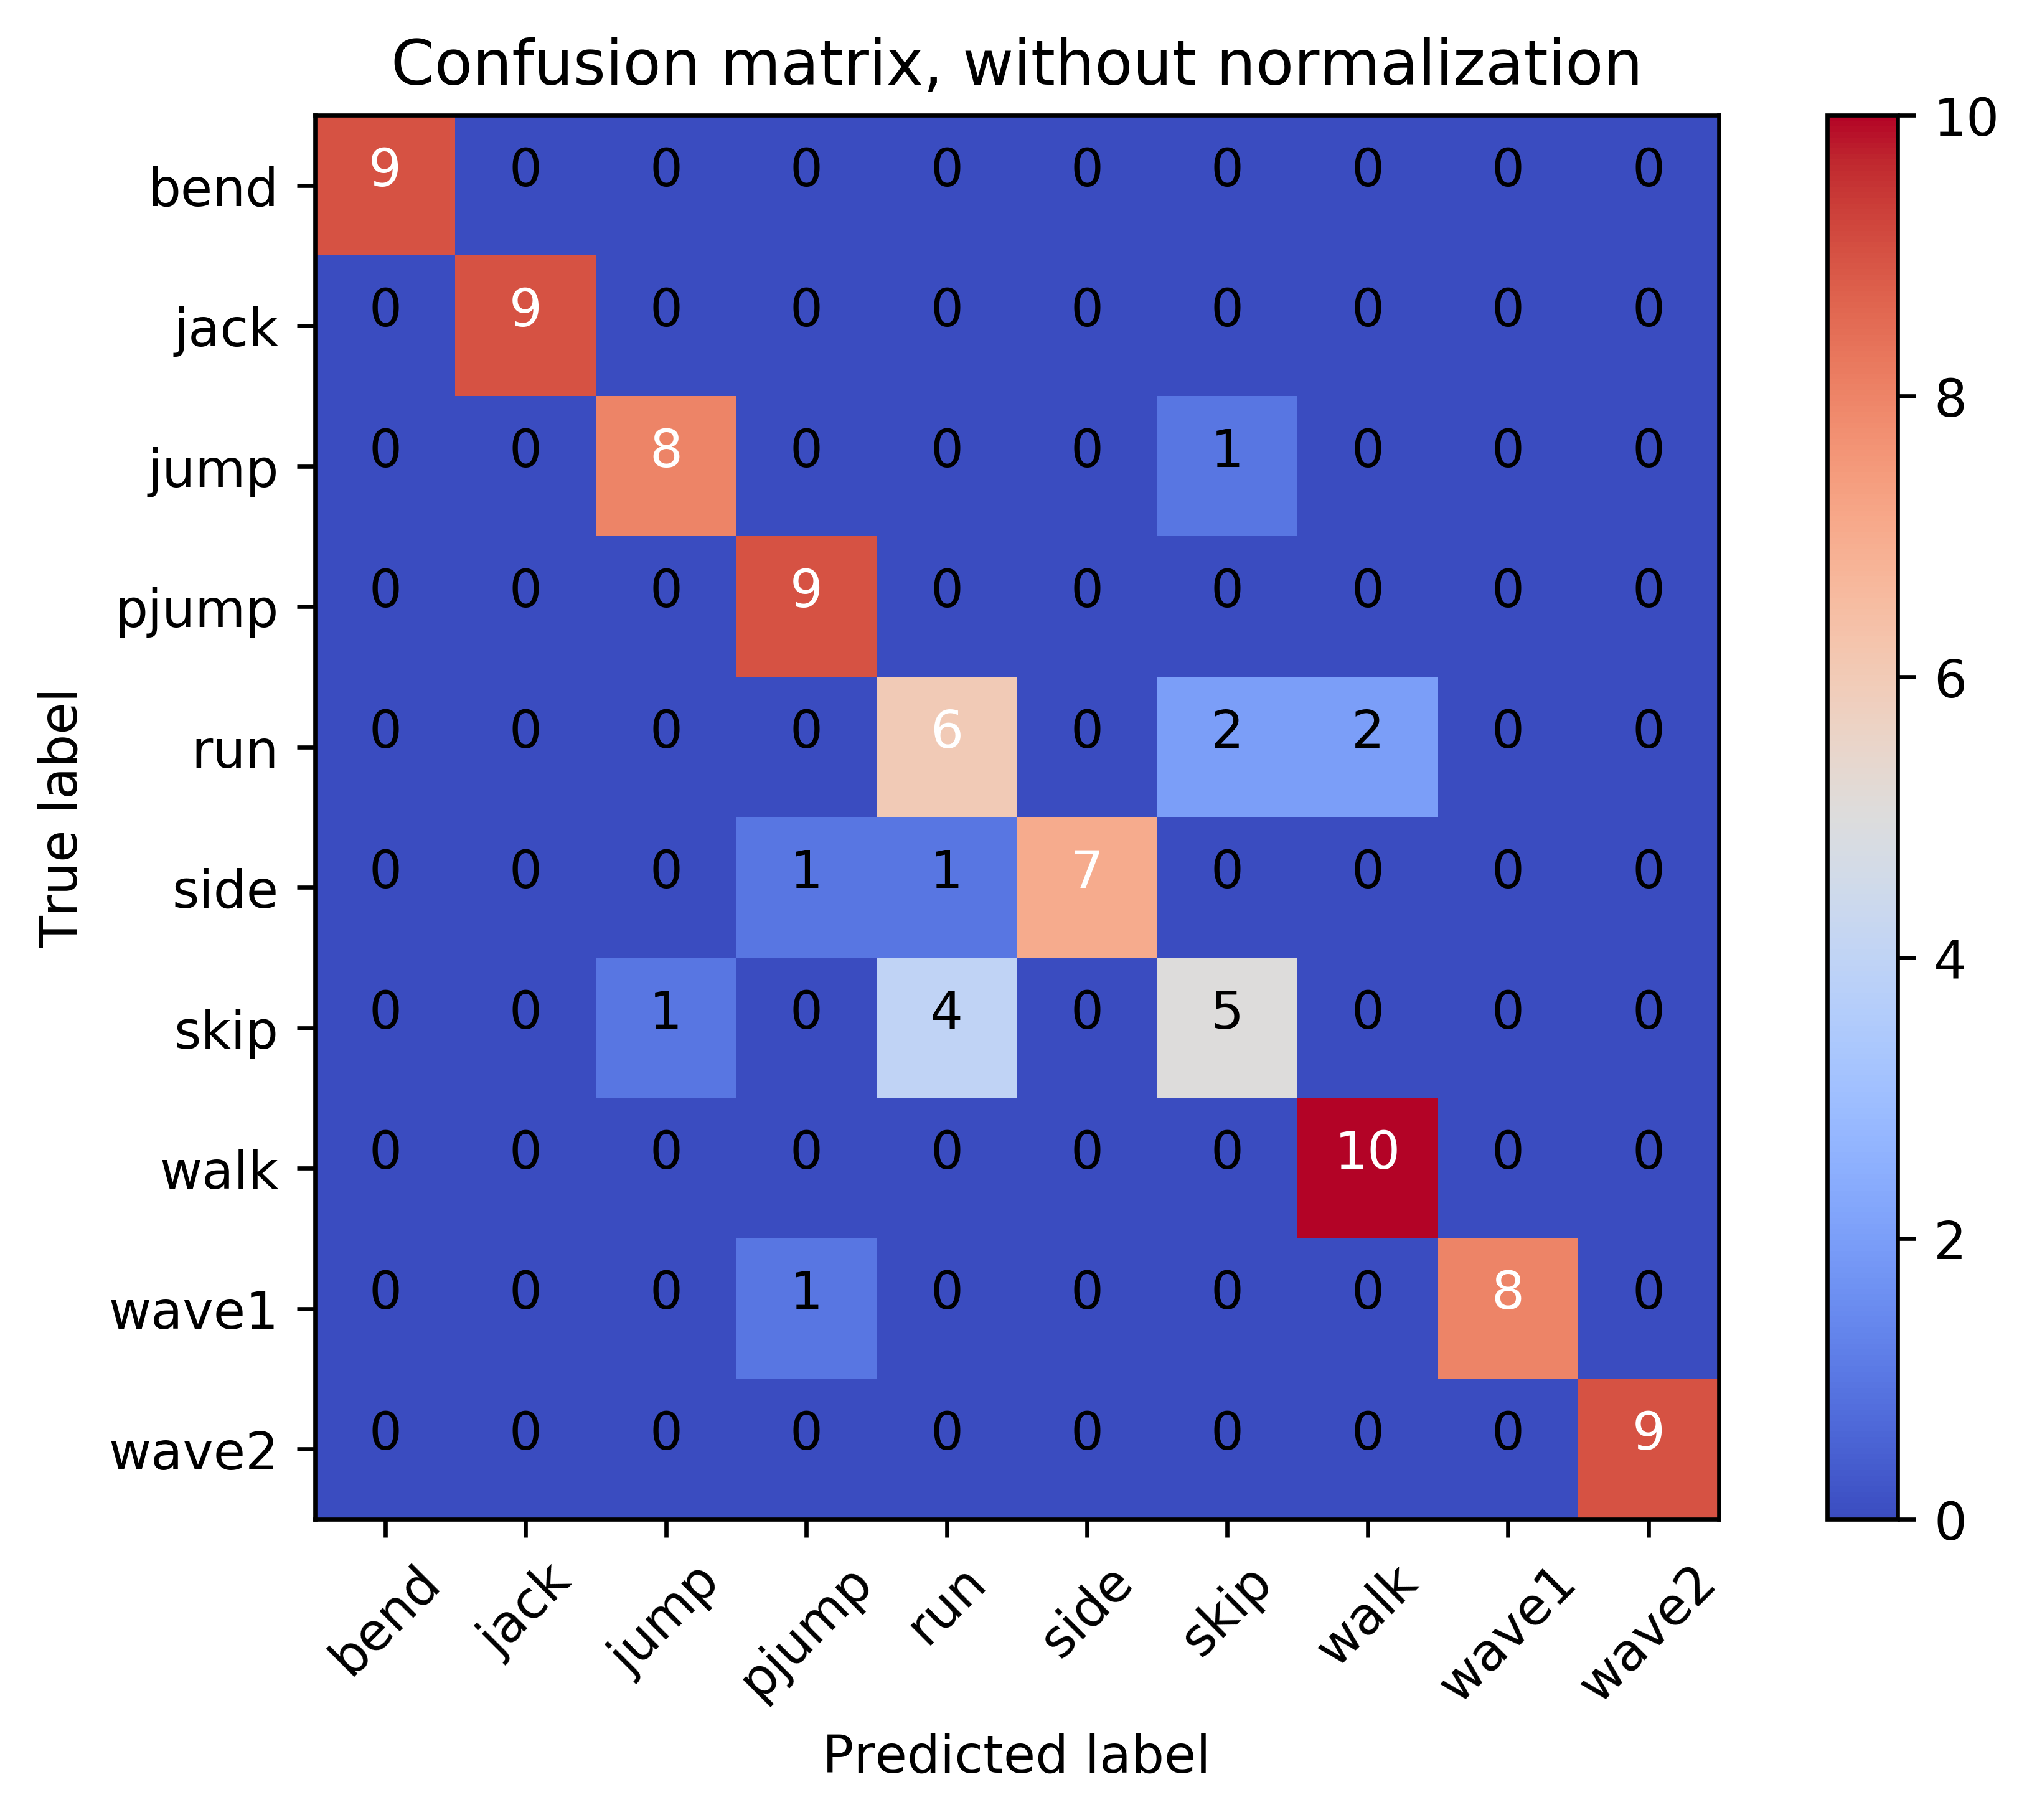 Confusion matrix, without normalization
bend 9 0 0 0 0 0 0 0 0 0
jack 0 9 0 0 0 0 0 0 0 0
jump 0 0 8 0 0 0 1 0 0 0
pjump 0 0 0 9 0 0 0 0 0 0
run 0 0 0 0 6 0 2 2 0 0
side 0 0 0 1 1 7 0 0 0 0
skip 0 0 1 0 4 0 5 0 0 0
walk 0 0 0 0 0 0 0 10 0 0
wave1 0 0 0 1 0 0 0 0 8 0
wave2 0 0 0 0 0 0 0 0 0 9
bend jack jump pjump run side skip walk wave1 wave2
Predicted label
True label
10
8
6
4
2
0